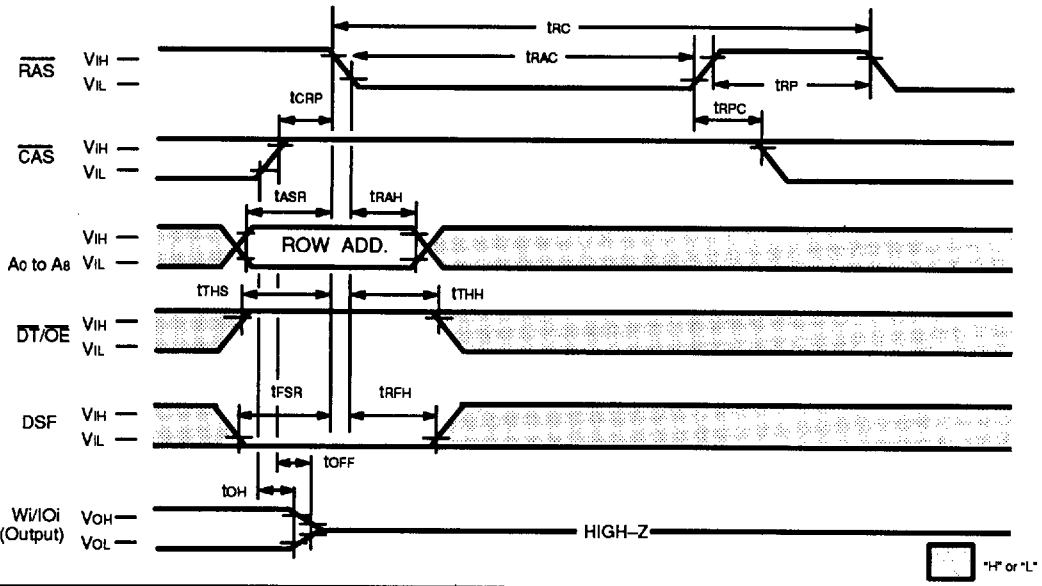 tRC
RAS VIH
VIL
tRAC
tRP
tCRP
tRPC
CAS VIH
VIL
tASR
tRAH
A0 to A8 VIH
VIL
ROW ADD.
tTHS
tTHH
DT/OE VIH
VIL
tFSR
tRFH
DSF VIH
VIL
tOFF
tOH
Wi/IOi
(Output)
VOH
VOL
HIGH–Z
"H" or "L"